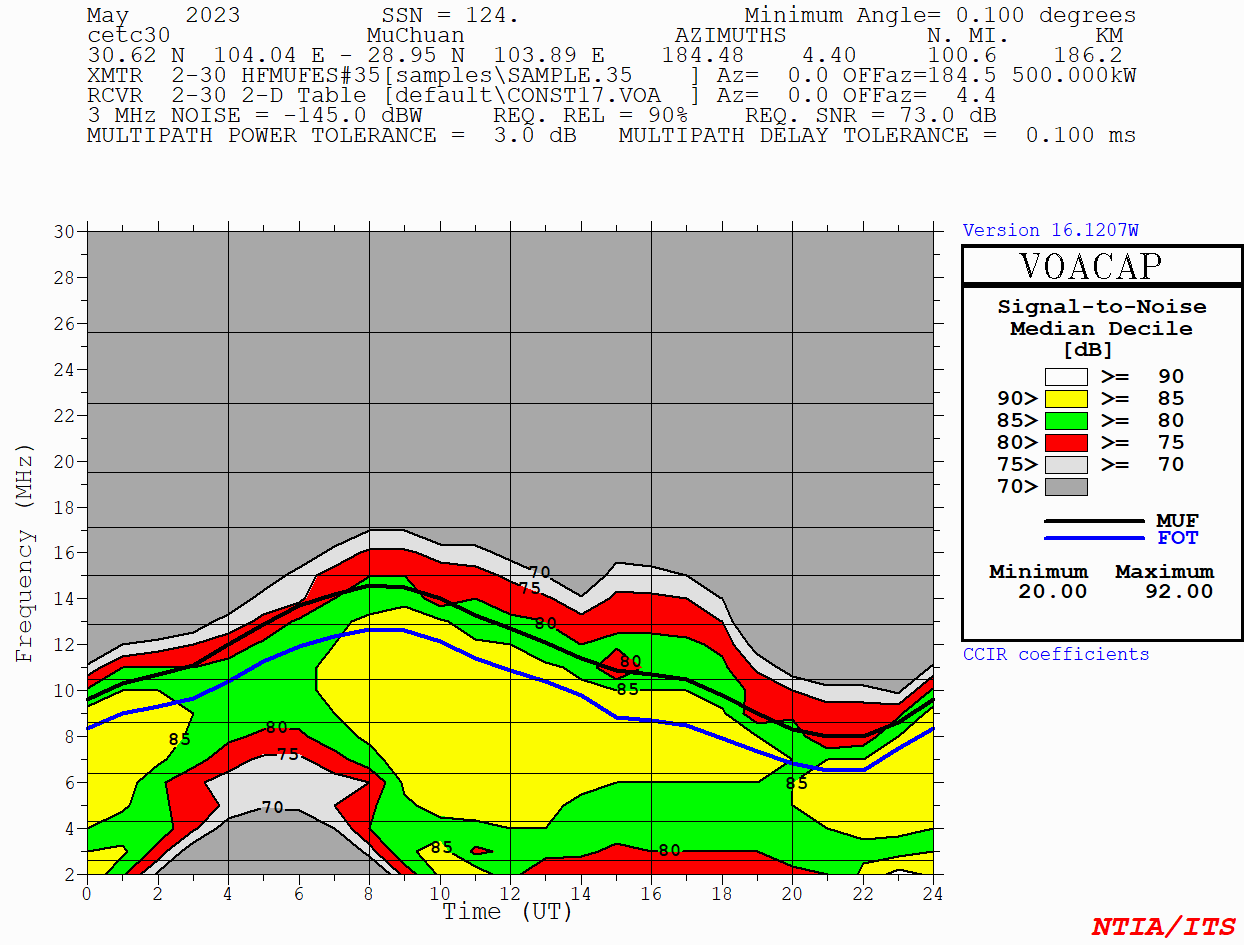 May    2023          SSN = 124.                Minimum Angle= 0.100 degrees
cetc30              MuChuan               AZIMUTHS          N. MI.      KM
30.62 N  104.04 E - 28.95 N  103.89 E    184.48    4.40     100.6    186.2
XMTR  2-30 HFMUFES#35[samples\SAMPLE.35    ] Az=  0.0 OFFaz=184.5 500.000kW
RCVR  2-30 2-D Table [default\CONST17.VOA  ] Az=  0.0 OFFaz=  4.4
3 MHz NOISE = -145.0 dBW     REQ. REL = 90%    REQ. SNR = 73.0 dB
MULTIPATH POWER TOLERANCE =  3.0 dB   MULTIPATH DELAY TOLERANCE =  0.100 ms
Version 16.1207W
VOACAP
Signal-to-Noise
Median Decile
[dB]
>= 90
90> >= 85
85> >= 80
80> >= 75
75> >= 70
70>
MUF
FOT
Minimum Maximum
20.00 92.00
CCIR coefficients
Frequency (MHz)
30
28
26
24
22
20
18
16
14
12
10
8
6
4
2
70
75
80
80
85
85
80
75
70
85
85
80
0 2 4 6 8 10 12 14 16 18 20 22 24
Time (UT)
NTIA/ITS